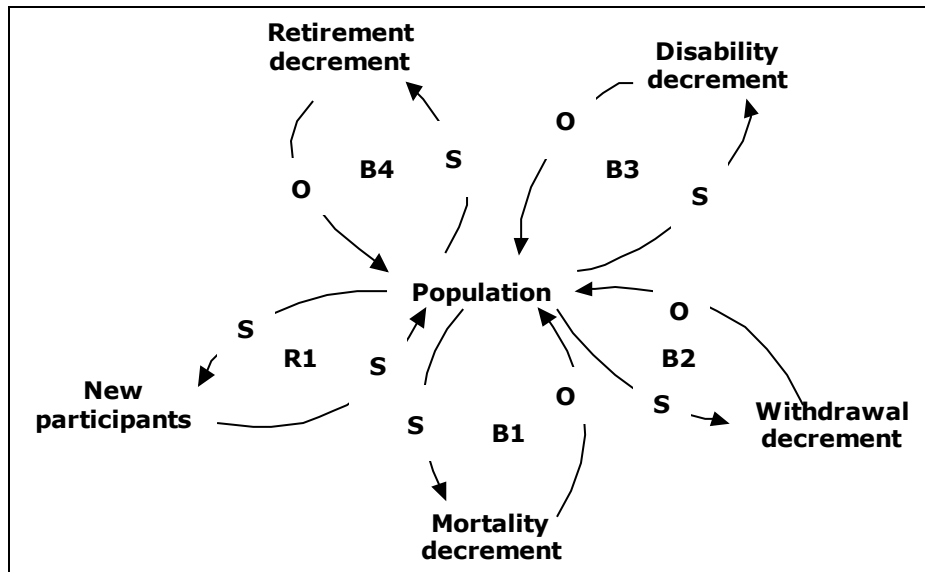 Retirement
decrement
Disability
decrement
O
S
B4
O
B3
S
O
S
Population
S
R1
S
O
B2
S
New
participants
S
B1
O
Withdrawal
decrement
Mortality
decrement